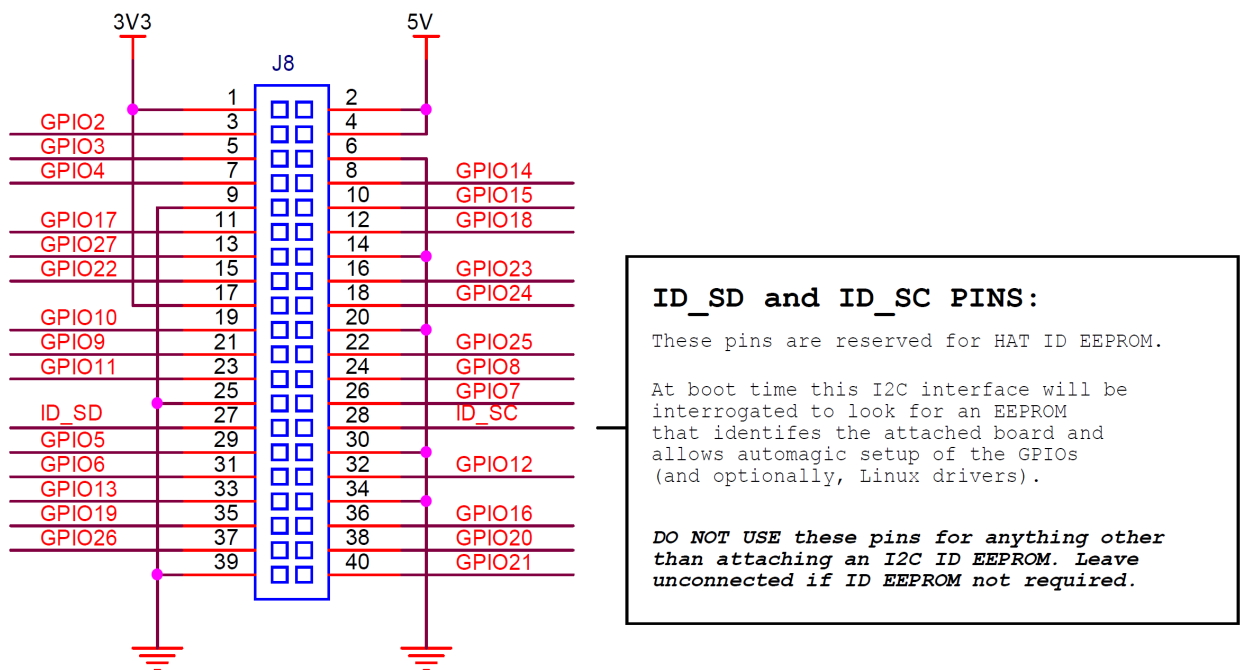 3V3 5V
J8
1 2
GPIO2 3 4
GPIO3 5 6
GPIO4 7 8 GPIO14
9 10 GPIO15
GPIO17 11 12 GPIO18
GPIO27 13 14
GPIO22 15 16 GPIO23
17 18 GPIO24
GPIO10 19 20
GPIO9 21 22 GPIO25
GPIO11 23 24 GPIO8
25 26 GPIO7
ID_SD 27 28 ID_SC
GPIO5 29 30
GPIO6 31 32 GPIO12
GPIO13 33 34
GPIO19 35 36 GPIO16
GPIO26 37 38 GPIO20
39 40 GPIO21
ID_SD and ID_SC PINS:
These pins are reserved for HAT ID EEPROM.
At boot time this I2C interface will be
interrogated to look for an EEPROM
that identifes the attached board and
allows automagic setup of the GPIOs
(and optionally, Linux drivers).
DO NOT USE these pins for anything other
than attaching an I2C ID EEPROM. Leave
unconnected if ID EEPROM not required.